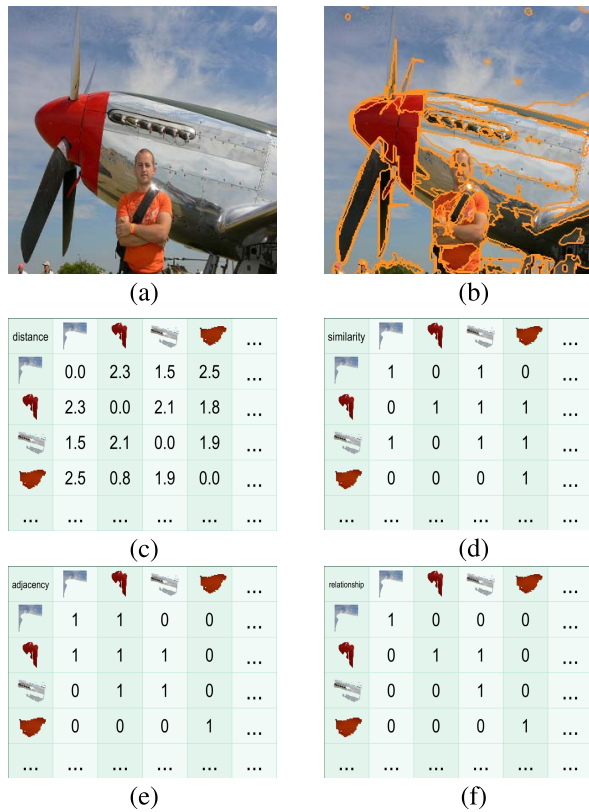 (a) (b)
distance ...
0.0 2.3 1.5 2.5 ...
2.3 0.0 2.1 1.8 ...
1.5 2.1 0.0 1.9 ...
2.5 0.8 1.9 0.0 ...
... ... ... ... ... ...
(c)
similarity ...
1 0 1 0 ...
0 1 1 1 ...
1 0 1 1 ...
0 0 0 1 ...
... ... ... ... ... ...
(d)
adjacency ...
1 1 0 0 ...
1 1 1 0 ...
0 1 1 0 ...
0 0 0 1 ...
... ... ... ... ... ...
(e)
relationship ...
1 0 0 0 ...
0 1 1 0 ...
0 0 1 0 ...
0 0 0 1 ...
... ... ... ... ... ...
(f)